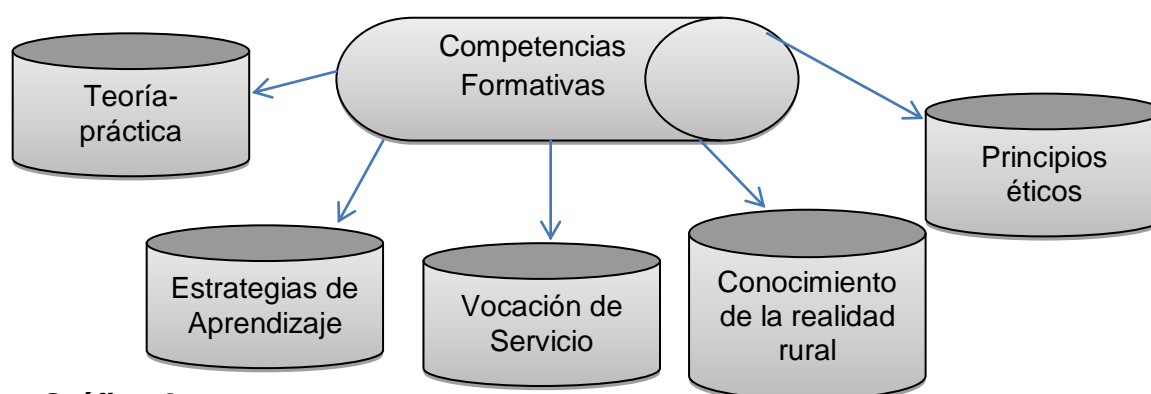 Competencias
Formativas
Teoría-
práctica
Principios
éticos
Estrategias de
Aprendizaje
Vocación de
Servicio
Conocimiento
de la realidad
rural